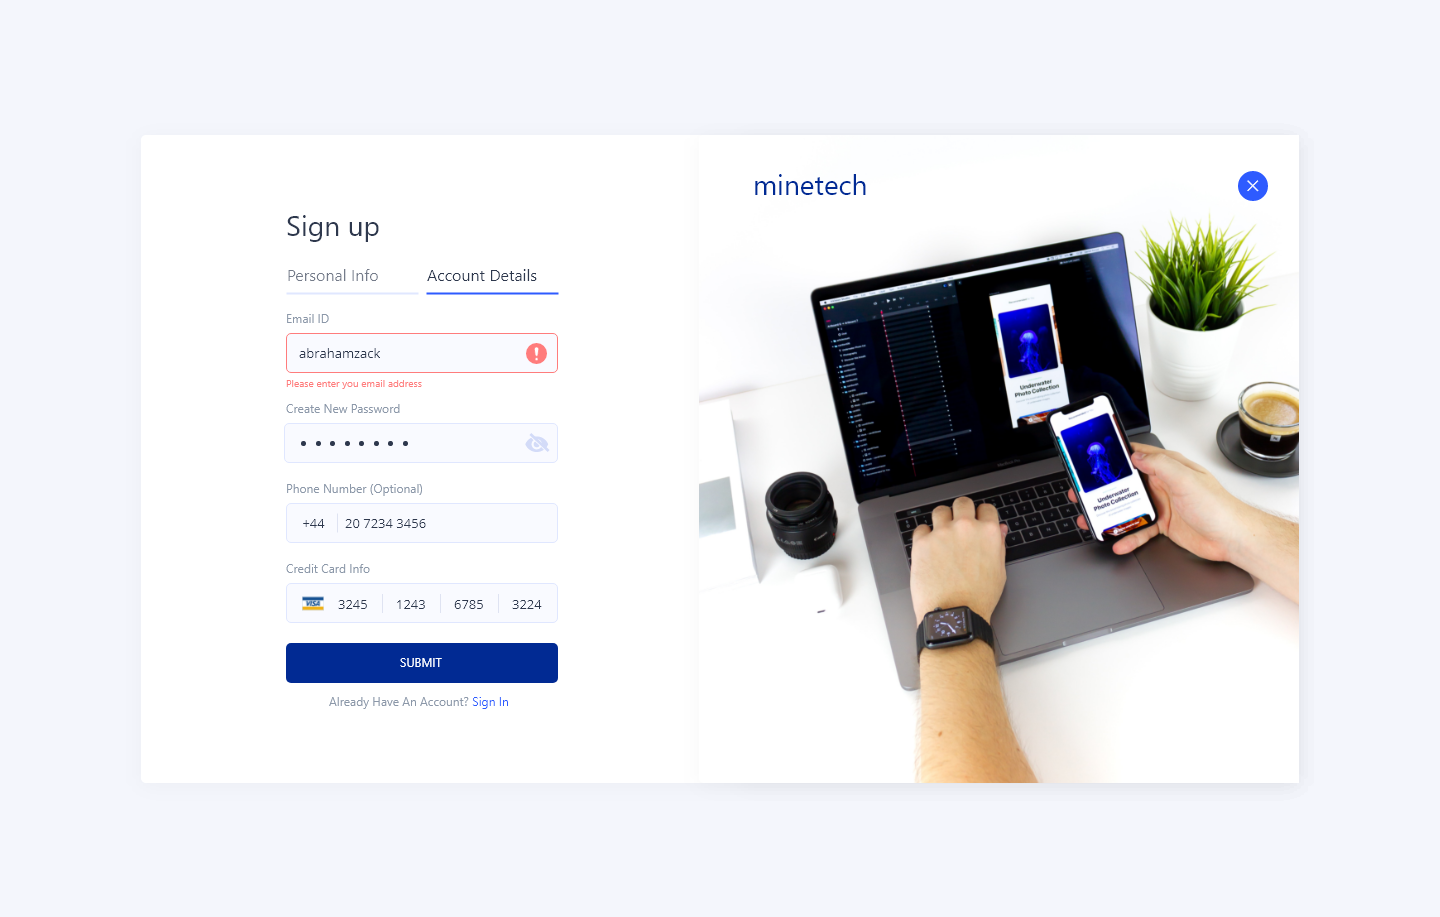 minetech
Sign up
Personal Info
Account Details
Email ID
abrahamzack
Please enter you email address
Create New Password
Phone Number (Optional)
+44 20 7234 3456
Credit Card Info
VISA 3245 1243 6785 3224
SUBMIT
Already Have An Account? Sign In
Underwater
Photo Collection
Underwater
Photo Collection